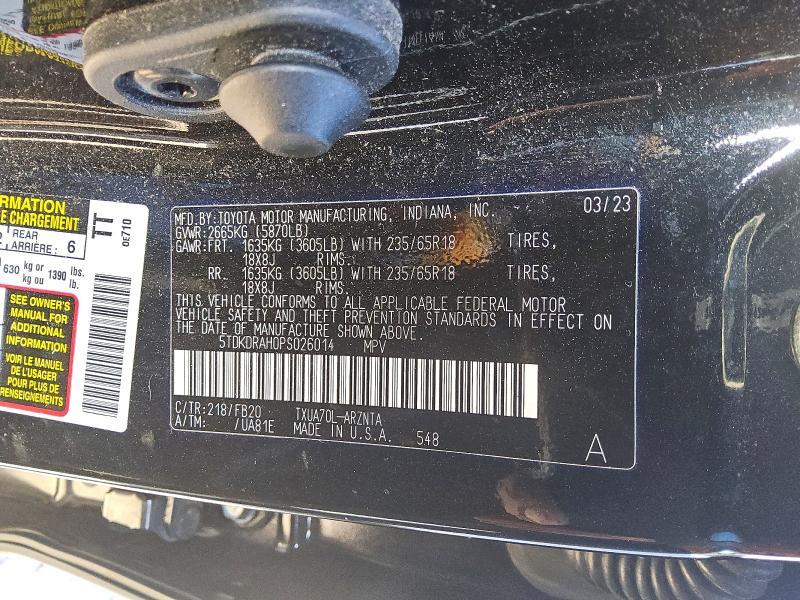 RMATION
E CHARGEMENT
REAR
ARRIÈRE: 6
630 kg or 1390 lbs.
kg ou lb.
SEE OWNER'S
MANUAL FOR
ADDITIONAL
INFORMATION
VOIR LE MANUEL
DE L'USAGER
POUR PLUS DE
RENSEIGNEMENTS
TT
0E710
MFD.BY:TOYOTA MOTOR MANUFACTURING, INDIANA, INC. 03/23
GVWR:2665KG (5870LB)
GAWR:FRT. 1635KG (3605LB) WITH 235/65R18 TIRES,
18X8J RIMS.
RR. 1635KG (3605LB) WITH 235/65R18 TIRES,
18X8J RIMS.
THIS VEHICLE CONFORMS TO ALL APPLICABLE FEDERAL MOTOR
VEHICLE SAFETY AND THEFT PREVENTION STANDARDS IN EFFECT ON
THE DATE OF MANUFACTURE SHOWN ABOVE.
5TDKDRAH0PS026014 MPV
C/TR:218/FB20 TXUA70L-ARZNTA
A/TM: /UA81E MADE IN U.S.A. 548
A